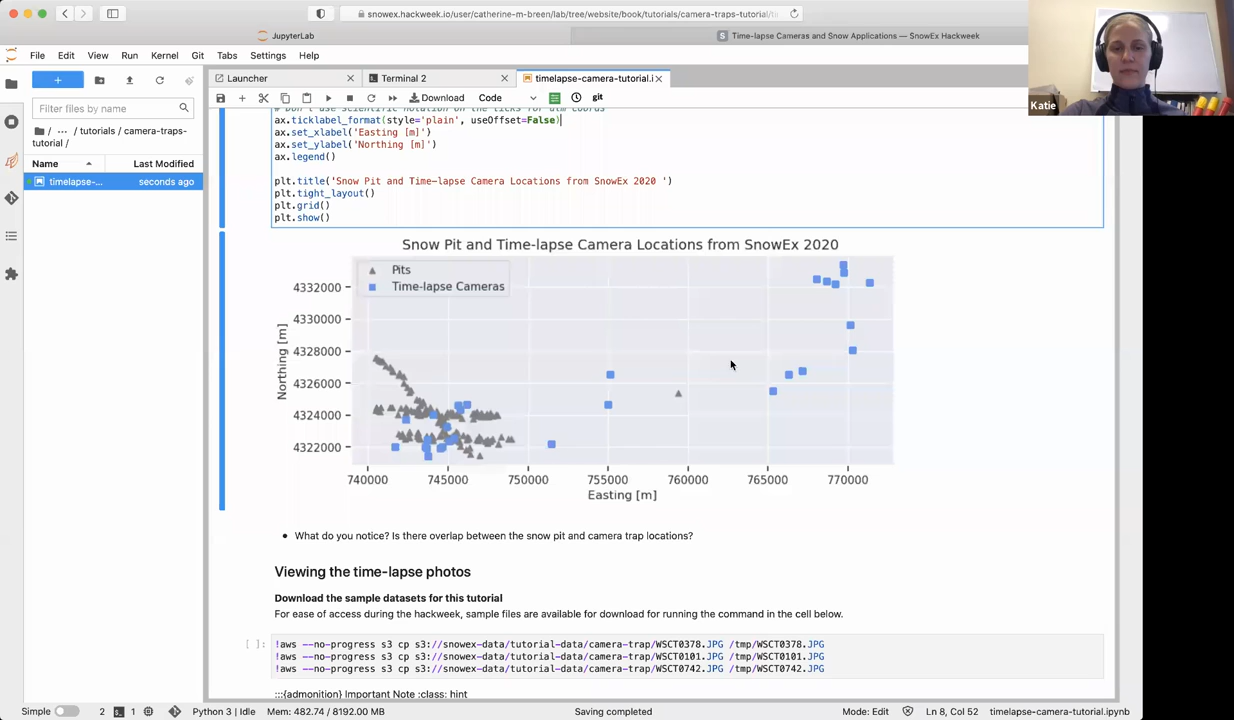 snowex.hackweek.io/user/catherine-m-breen/lab/tree/website/book/tutorials/camera-traps-tutorial/ti
JupyterLab
S Time-lapse Cameras and Snow Applications — SnowEx Hackweek
Katie
File Edit View Run Kernel Git Tabs Settings Help
Launcher
Terminal 2
timelapse-camera-tutorial.i
Download
Code
git
Filter files by name
/ ... / tutorials / camera-traps-
tutorial /
Name Last Modified
timelapse-... seconds ago
# Don't use scientific notation on the ticks for utm coords
ax.ticklabel_format(style='plain', useOffset=False)
ax.set_xlabel('Easting [m]')
ax.set_ylabel('Northing [m]')
ax.legend()
plt.title('Snow Pit and Time-lapse Camera Locations from SnowEx 2020 ')
plt.tight_layout()
plt.grid()
plt.show()
Snow Pit and Time-lapse Camera Locations from SnowEx 2020
Pits
Time-lapse Cameras
Northing [m]
4332000
4330000
4328000
4326000
4324000
4322000
740000 745000 750000 755000 760000 765000 770000
Easting [m]
• What do you notice? Is there overlap between the snow pit and camera trap locations?
Viewing the time-lapse photos
Download the sample datasets for this tutorial
For ease of access during the hackweek, sample files are available for download for running the command in the cell below.
[ ]:
!aws --no-progress s3 cp s3://snowex-data/tutorial-data/camera-trap/WSCT0378.JPG /tmp/WSCT0378.JPG
!aws --no-progress s3 cp s3://snowex-data/tutorial-data/camera-trap/WSCT0101.JPG /tmp/WSCT0101.JPG
!aws --no-progress s3 cp s3://snowex-data/tutorial-data/camera-trap/WSCT0742.JPG /tmp/WSCT0742.JPG
:::{admonition} Important Note :class: hint
Simple 2 1 Python 3 | Idle Mem: 482.74 / 8192.00 MB Saving completed Mode: Edit Ln 8, Col 52 timelapse-camera-tutorial.ipynb